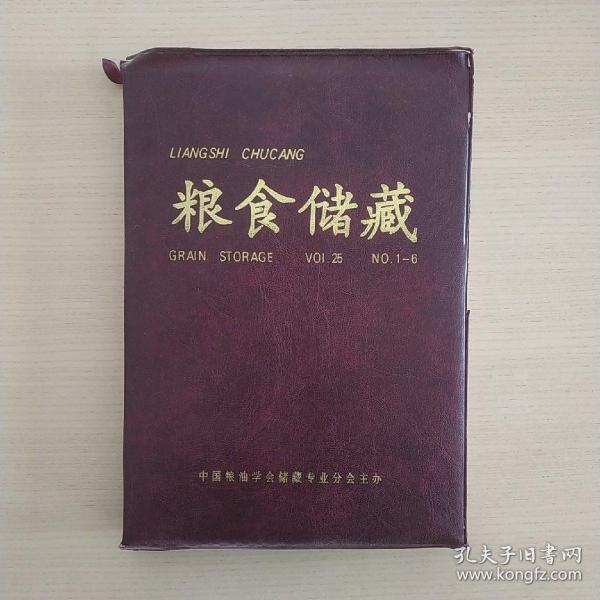 LIANGSHI CHUCANG
粮食储藏
GRAIN STORAGE VOl.25 NO.1-6
中国粮油学会储藏专业分会主办
孔夫子旧書网
www.kongfz.com